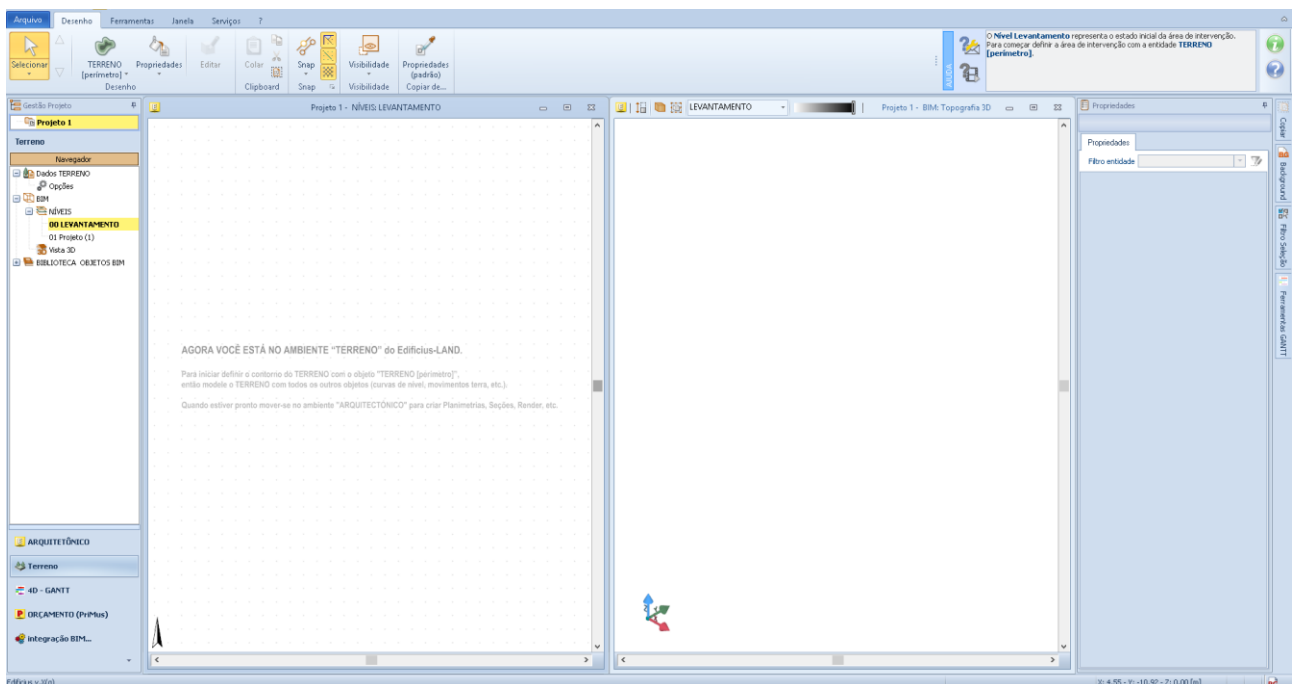 Arquivo Desenho Ferramentas Janela Serviços ?
Selecionar
TERRENO
[perímetro]
Propriedades
Editar
Colar
Snap
Visibilidade
Propriedades
(padrão)
Desenho
Clipboard
Snap
Visibilidade
Copiar de...
AJUDA
O Nível Levantamento representa o estado inicial da área de intervenção.
Para começar definir a área de intervenção com a entidade TERRENO
[perímetro].
Gestão Projeto
Projeto 1
Terreno
Navegador
Dados TERRENO
Opções
BIM
NÍVEIS
00 LEVANTAMENTO
01 Projeto (1)
Vista 3D
BIBLIOTECA OBJETOS BIM
ARQUITETÔNICO
Terreno
4D - GANTT
ORÇAMENTO (PriMus)
integração BIM...
Projeto 1 - NÍVEIS: LEVANTAMENTO
AGORA VOCÊ ESTÁ NO AMBIENTE "TERRENO" do Edificius-LAND.
Para iniciar definir o contorno do TERRENO com o objeto "TERRENO [perímetro]",
então modele o TERRENO com todos os outros objetos (curvas de nível, movimentos terra, etc.).
Quando estiver pronto mover-se no ambiente "ARQUITECTÔNICO" para criar Planimetrias, Seções, Render, etc.
LEVANTAMENTO
Projeto 1 - BIM: Topografia 3D
Propriedades
Propriedades
Filtro entidade
Copiar
Background
Filtro Seleção
Ferramentas GANTT
X: 4.55 - Y: -10.92 - Z: 0.00 [m]